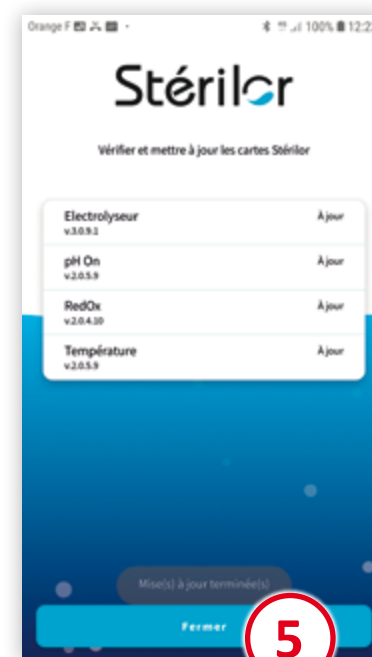 Orange F
100% 12:2
Stérilor
Vérifier et mettre à jour les cartes Stérilor
Electrolyseur À jour
v.3.0.9.1
pH On À jour
v.2.0.5.9
RedOx À jour
v.2.0.4.10
Température À jour
v.2.0.5.9
Mise(s) à jour terminée(s)
Fermer
5